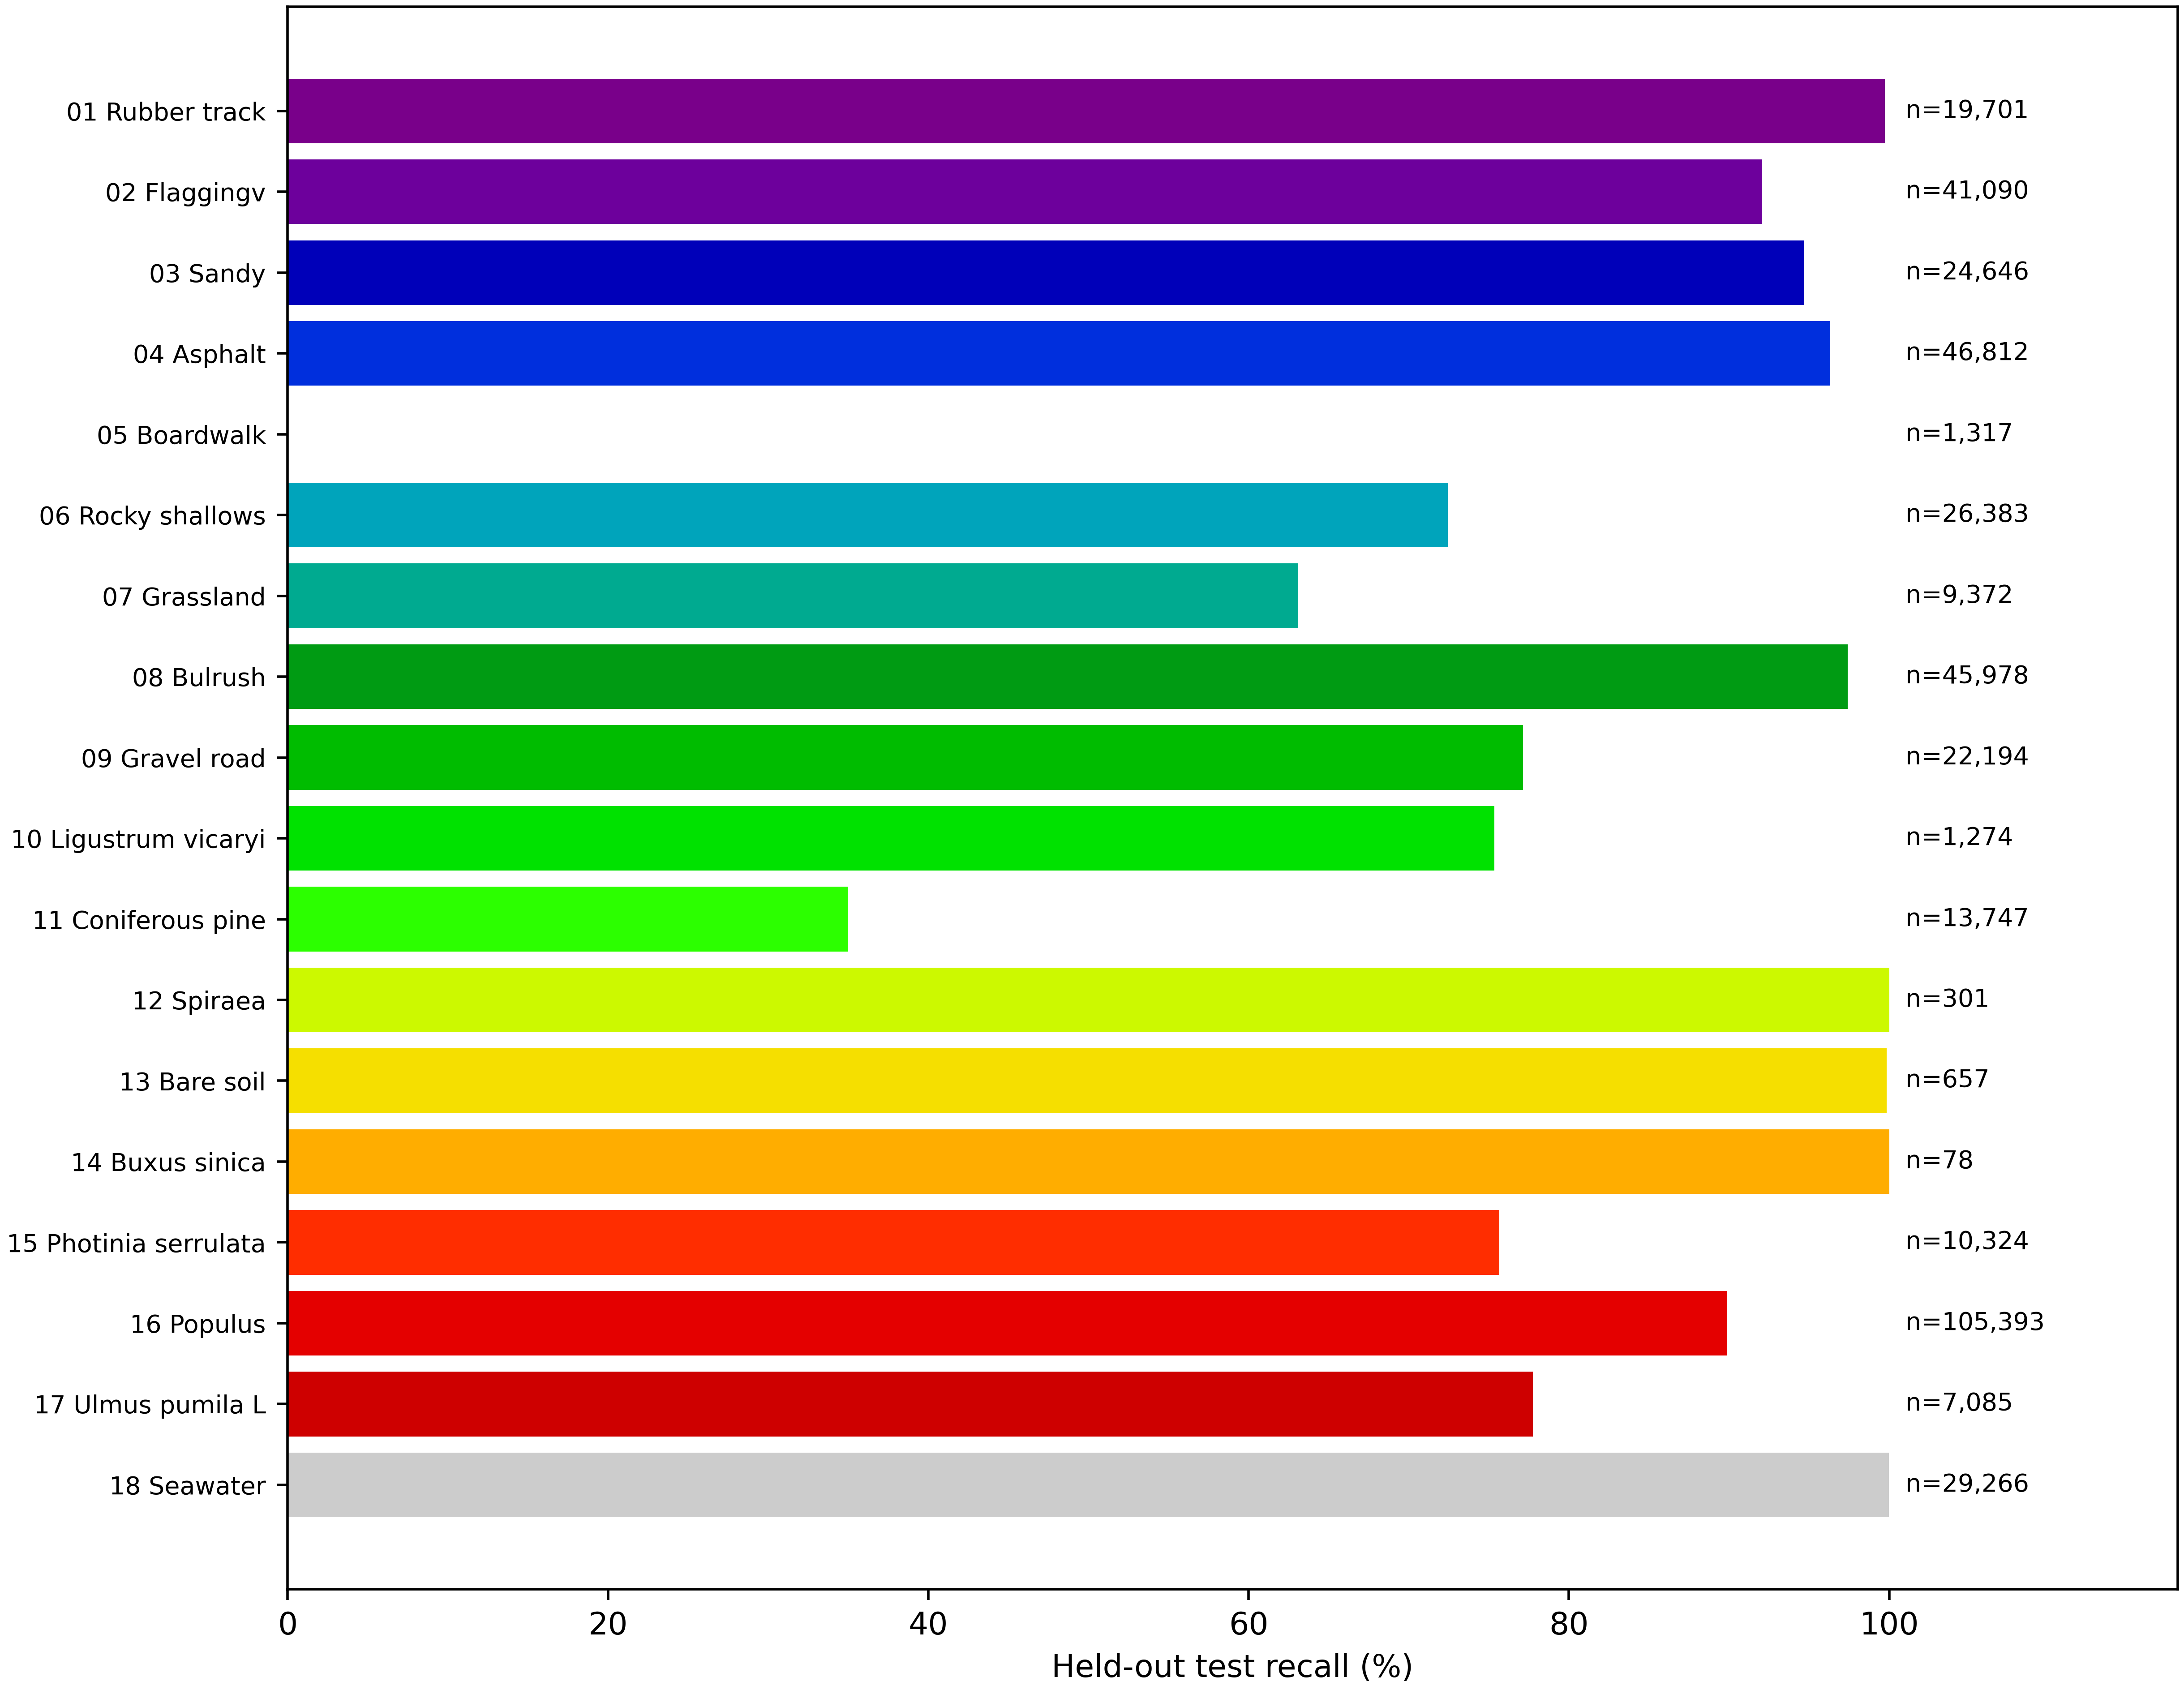 01 Rubber track n=19,701
02 Flaggingv n=41,090
03 Sandy n=24,646
04 Asphalt n=46,812
05 Boardwalk n=1,317
06 Rocky shallows n=26,383
07 Grassland n=9,372
08 Bulrush n=45,978
09 Gravel road n=22,194
10 Ligustrum vicaryi n=1,274
11 Coniferous pine n=13,747
12 Spiraea n=301
13 Bare soil n=657
14 Buxus sinica n=78
15 Photinia serrulata n=10,324
16 Populus n=105,393
17 Ulmus pumila L n=7,085
18 Seawater n=29,266
0 20 40 60 80 100
Held-out test recall (%)